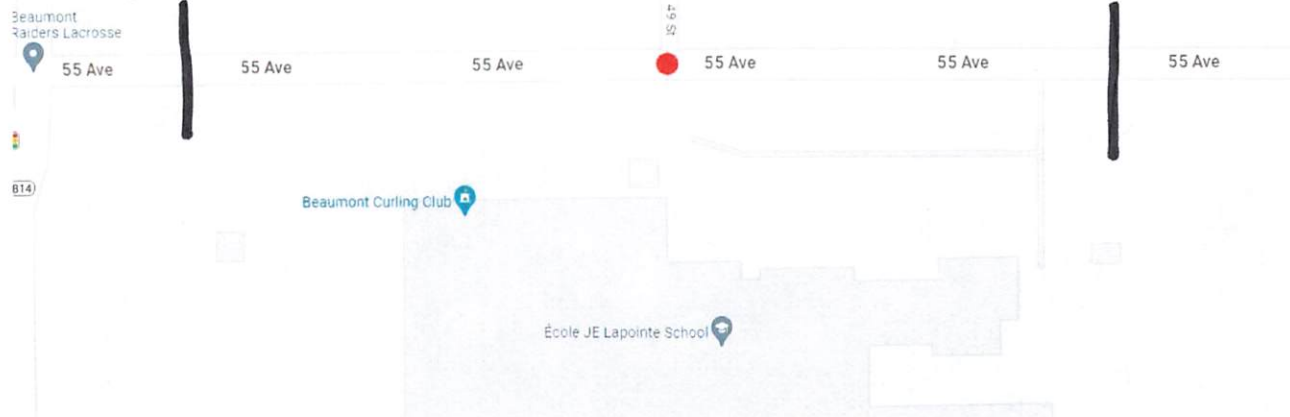 Beaumont
Raiders Lacrosse
49 St
55 Ave
55 Ave
55 Ave
55 Ave
55 Ave
55 Ave
814
Beaumont Curling Club
École JE Lapointe School